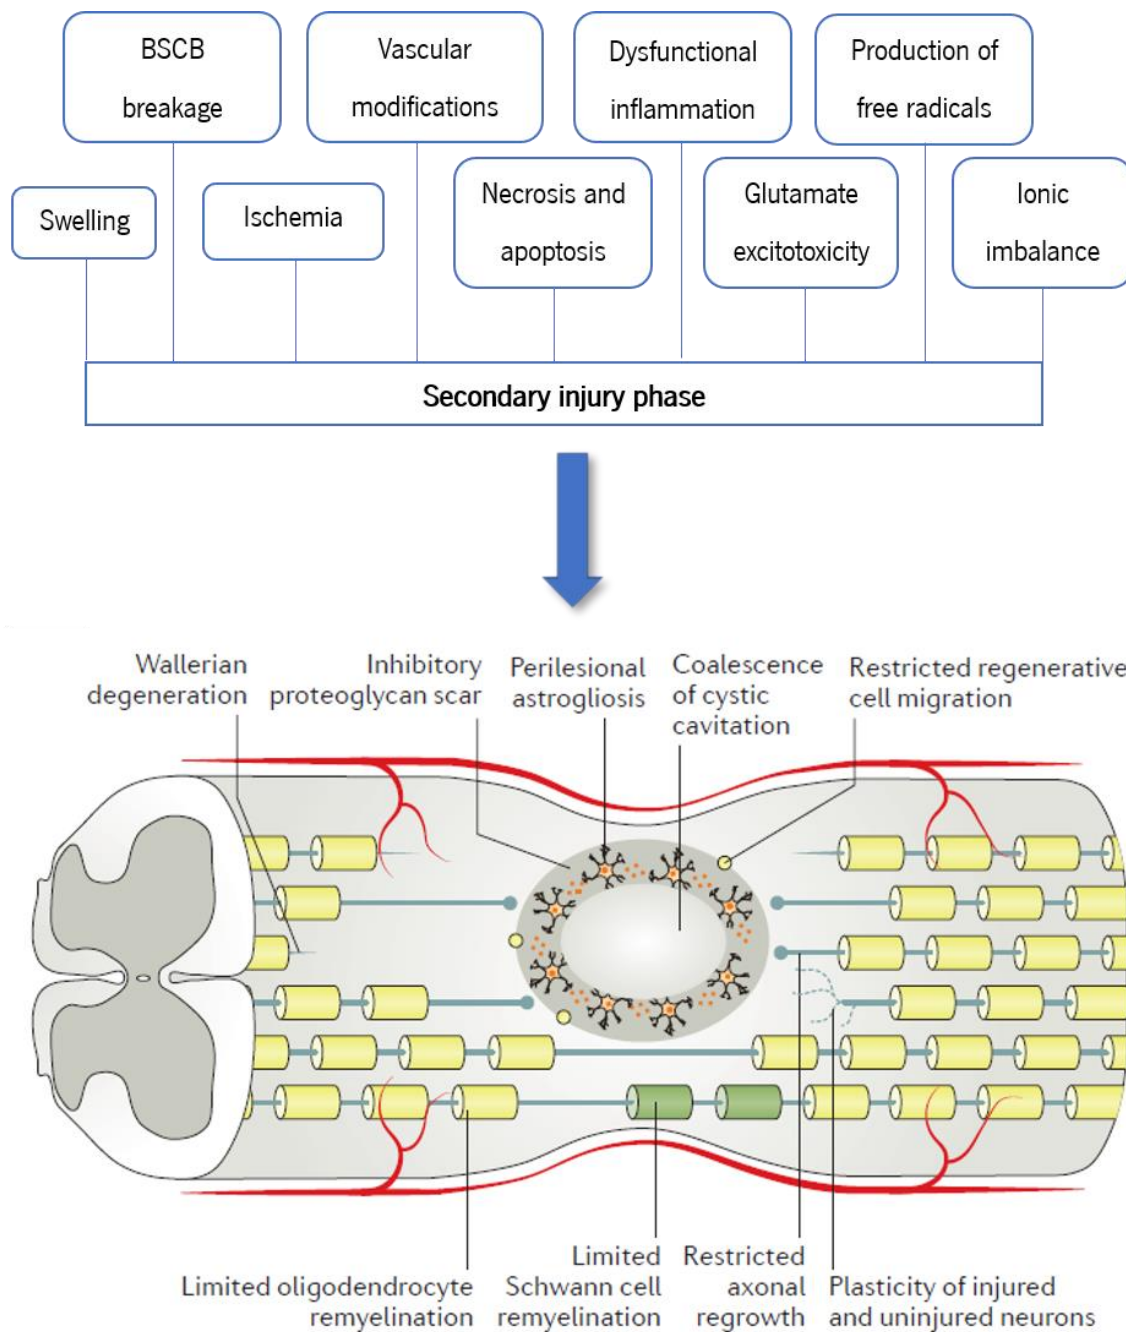 BSCB
breakage
Vascular
modifications
Dysfunctional
inflammation
Production of
free radicals
Swelling
Ischemia
Necrosis and
apoptosis
Glutamate
excitotoxicity
Ionic
imbalance
Secondary injury phase
Wallerian
degeneration
Inhibitory
proteoglycan scar
Perilesional
astrogliosis
Coalescence
of cystic
cavitation
Restricted regenerative
cell migration
Limited oligodendrocyte
remyelination
Limited
Schwann cell
remyelination
Restricted
axonal
regrowth
Plasticity of injured
and uninjured neurons